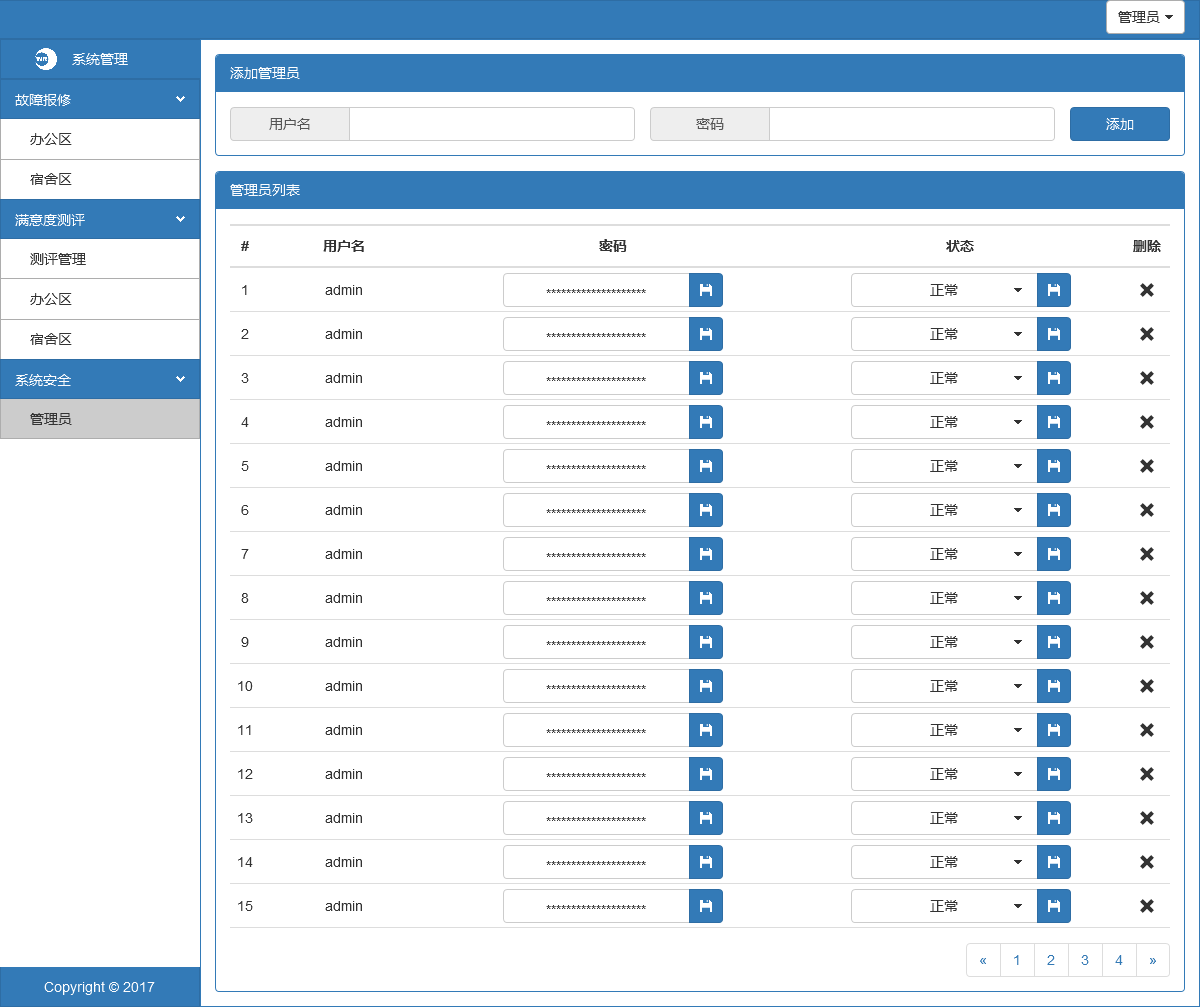 管理员
系统管理
故障报修
办公区
宿舍区
满意度测评
测评管理
办公区
宿舍区
系统安全
管理员
Copyright © 2017
添加管理员
用户名 密码 添加
管理员列表
# 用户名 密码 状态 删除
1 admin ******************** 正常
2 admin ******************** 正常
3 admin ******************** 正常
4 admin ******************** 正常
5 admin ******************** 正常
6 admin ******************** 正常
7 admin ******************** 正常
8 admin ******************** 正常
9 admin ******************** 正常
10 admin ******************** 正常
11 admin ******************** 正常
12 admin ******************** 正常
13 admin ******************** 正常
14 admin ******************** 正常
15 admin ******************** 正常
« 1 2 3 4 »